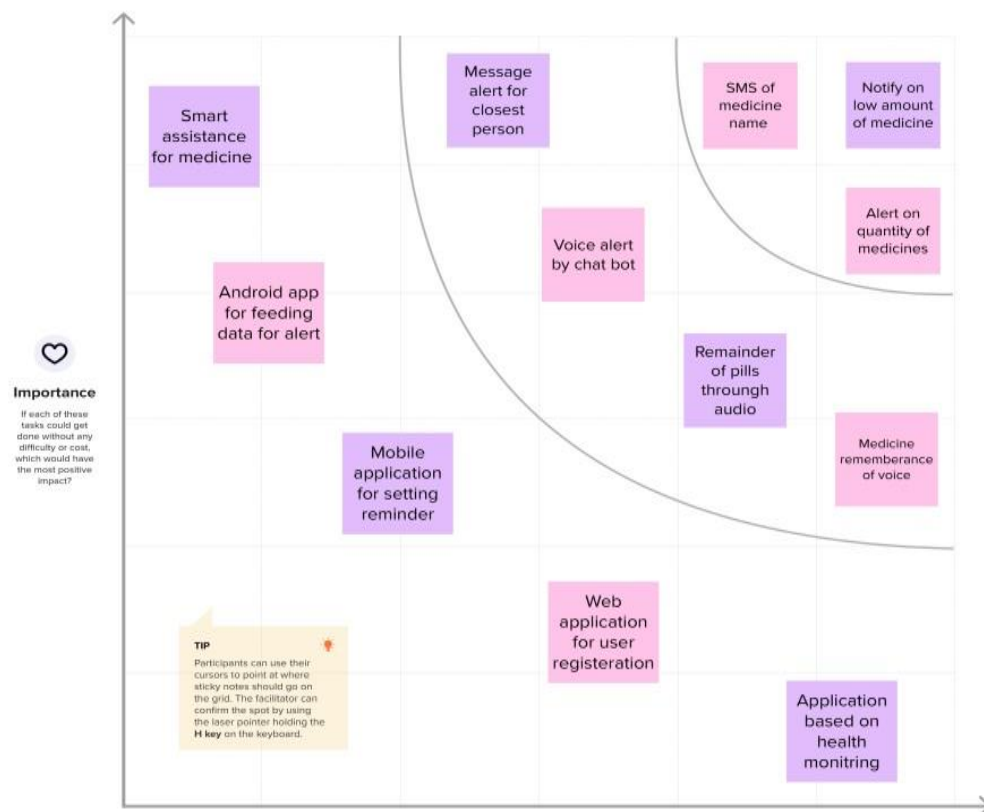 Message
alert for
closest
person
SMS of
medicine
name
Notify on
low amount
of medicine
Smart
assistance
for medicine
Alert on
quantity of
medicines
Voice alert
by chat bot
Android app
for feeding
data for alert
Remainder
of pills
throurgh
audio
Importance
If each of these
tasks could get
done without any
difficulty or cost,
which would have
the most positive
impact?
Medicine
rememberance
of voice
Mobile
application
for setting
reminder
Web
application
for user
registeration
TIP
Participants can use their
cursors to point at where
sticky notes should go on
the grid. The facilitator can
confirm the spot by using
the laser pointer holding the
H key on the keyboard.
Application
based on
health
monitring